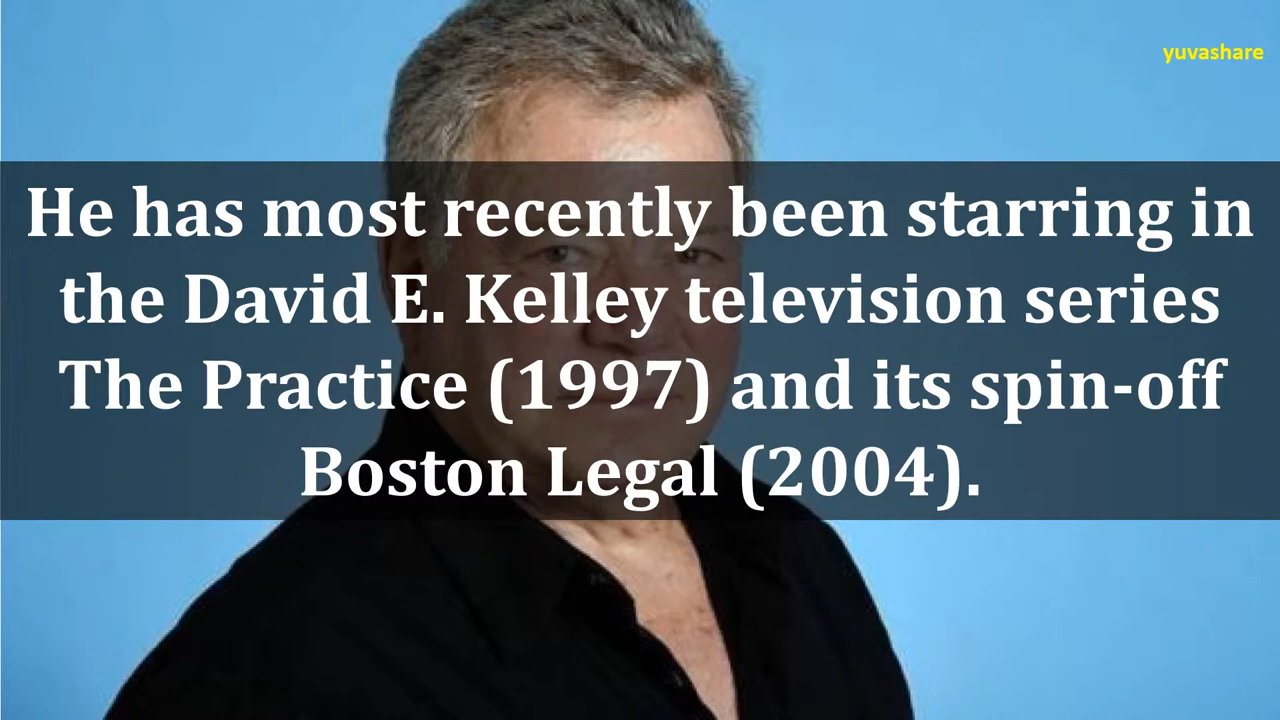 yuvashare
He has most recently been starring in
the David E. Kelley television series
The Practice (1997) and its spin-off
Boston Legal (2004).